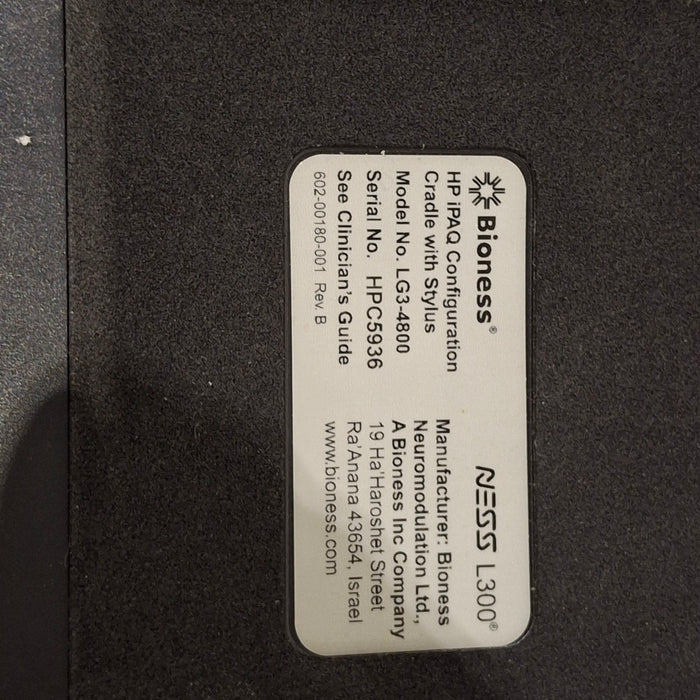 Bioness®
HP iPAQ Configuration
Cradle with Stylus
Model No. LG3-4800
Serial No. HPC5936
See Clinician's Guide
602-00180-001 Rev. B
NESS L300®
Manufacturer: Bioness
Neuromodulation Ltd.,
A Bioness Inc Company
19 Ha'Haroshet Street
Ra'Anana 43654, Israel
www.bioness.com